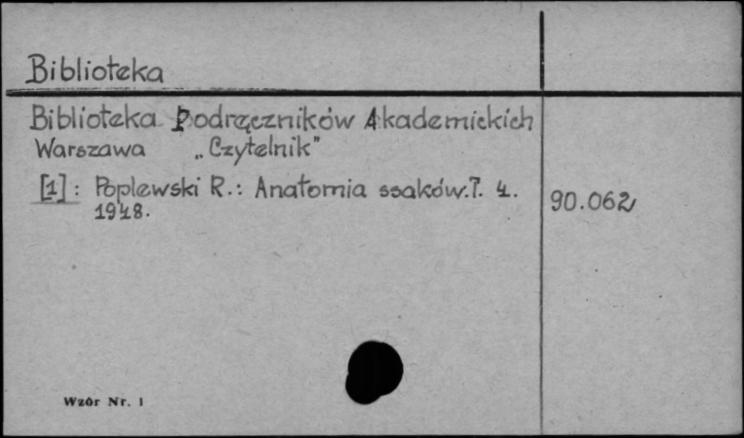 Biblioteka
Biblioteka Podręczników Akademickich
Warszawa „Czytelnik"
[1]: Poplewski R.: Anatomia ssaków.T. 4.
1948.
90.062
Wzór Nr. 1